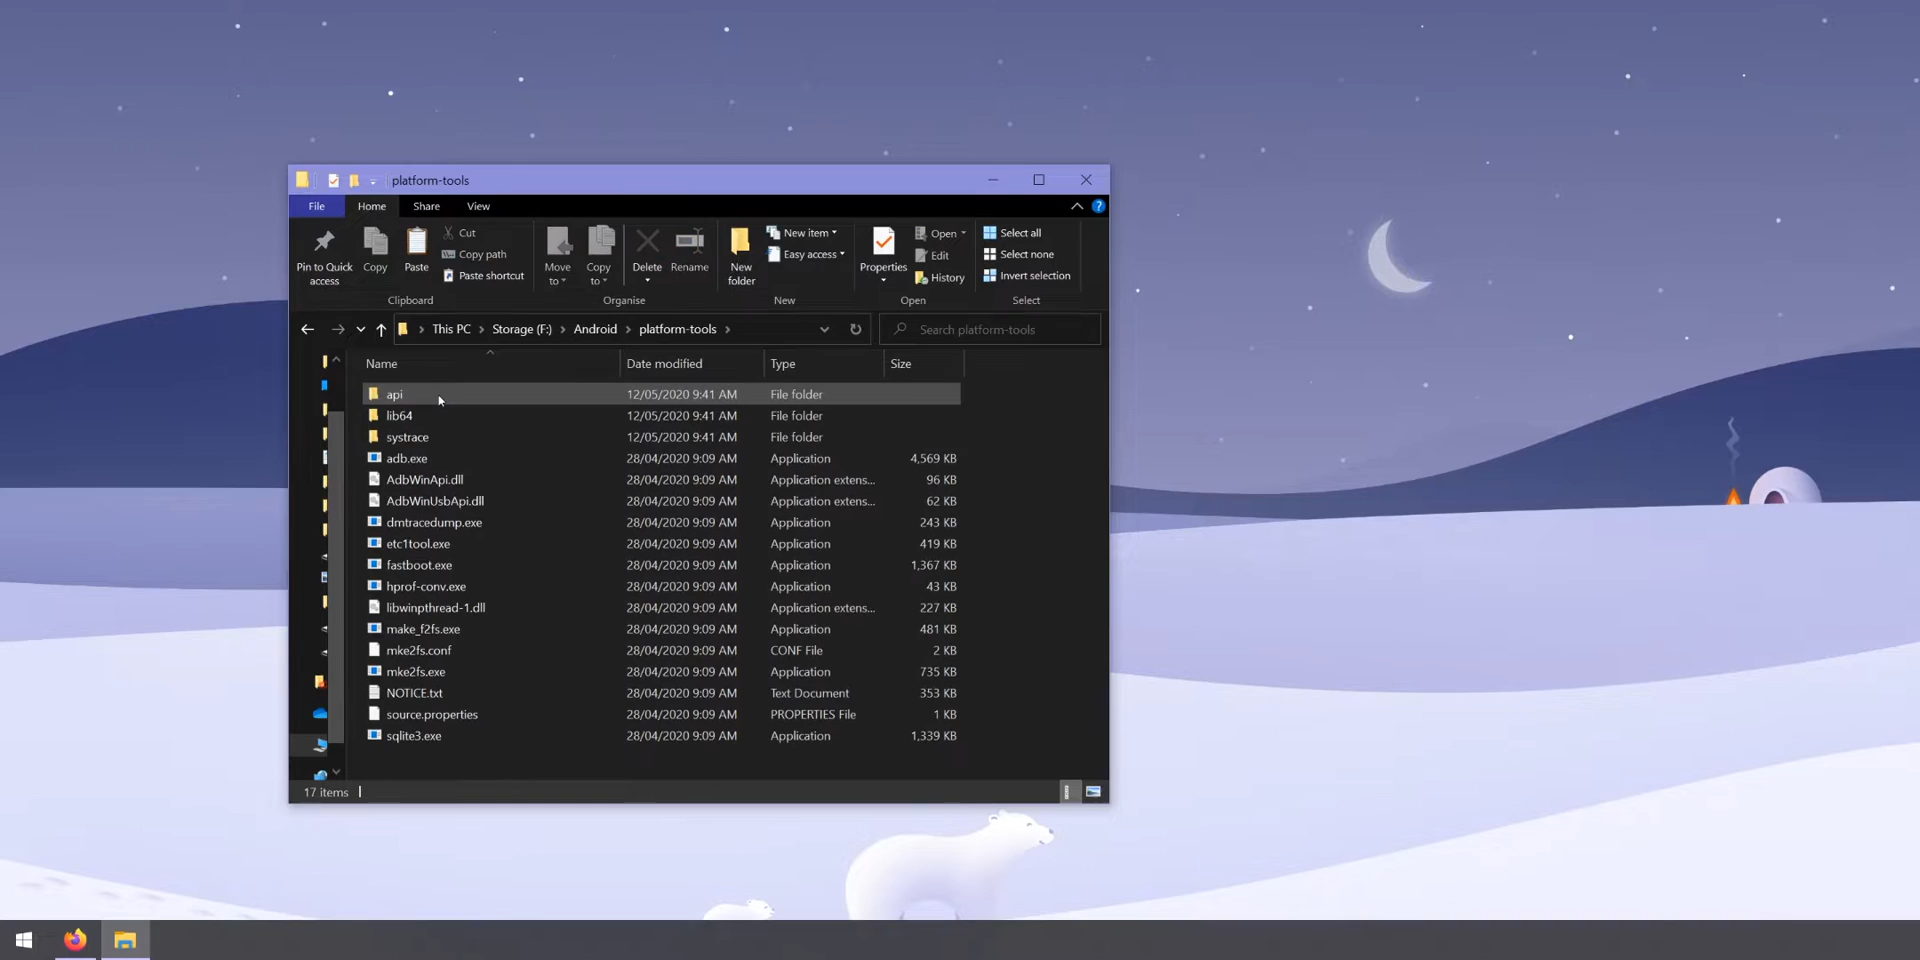 platform-tools
File Home Share View
Pin to Quick access
Copy
Paste
Cut
Copy path
Paste shortcut
Clipboard
Move to
Copy to
Delete
Rename
Organise
New folder
New item
Easy access
New
Properties
Open
Edit
History
Open
Select all
Select none
Invert selection
Select
This PC Storage (F:) Android platform-tools
Search platform-tools
Name Date modified Type Size
api 12/05/2020 9:41 AM File folder
lib64 12/05/2020 9:41 AM File folder
systrace 12/05/2020 9:41 AM File folder
adb.exe 28/04/2020 9:09 AM Application 4,569 KB
AdbWinApi.dll 28/04/2020 9:09 AM Application extens... 96 KB
AdbWinUsbApi.dll 28/04/2020 9:09 AM Application extens... 62 KB
dmtracedump.exe 28/04/2020 9:09 AM Application 243 KB
etc1tool.exe 28/04/2020 9:09 AM Application 419 KB
fastboot.exe 28/04/2020 9:09 AM Application 1,367 KB
hprof-conv.exe 28/04/2020 9:09 AM Application 43 KB
libwinpthread-1.dll 28/04/2020 9:09 AM Application extens... 227 KB
make_f2fs.exe 28/04/2020 9:09 AM Application 481 KB
mke2fs.conf 28/04/2020 9:09 AM CONF File 2 KB
mke2fs.exe 28/04/2020 9:09 AM Application 735 KB
NOTICE.txt 28/04/2020 9:09 AM Text Document 353 KB
source.properties 28/04/2020 9:09 AM PROPERTIES File 1 KB
sqlite3.exe 28/04/2020 9:09 AM Application 1,339 KB
17 items